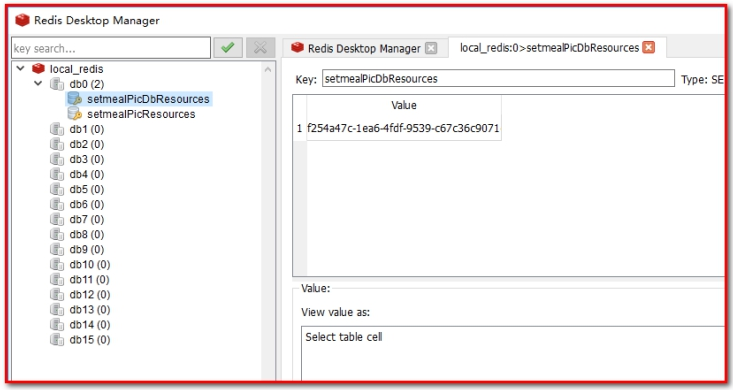 Redis Desktop Manager
key search...
local_redis
db0 (2)
setmealPicDbResources
setmealPicResources
db1 (0)
db2 (0)
db3 (0)
db4 (0)
db5 (0)
db6 (0)
db7 (0)
db8 (0)
db9 (0)
db10 (0)
db11 (0)
db12 (0)
db13 (0)
db14 (0)
db15 (0)
Redis Desktop Manager
local_redis:0>setmealPicDbResources
Key: setmealPicDbResources Type: SE
Value
1 f254a47c-1ea6-4fdf-9539-c67c36c9071
Value:
View value as:
Select table cell